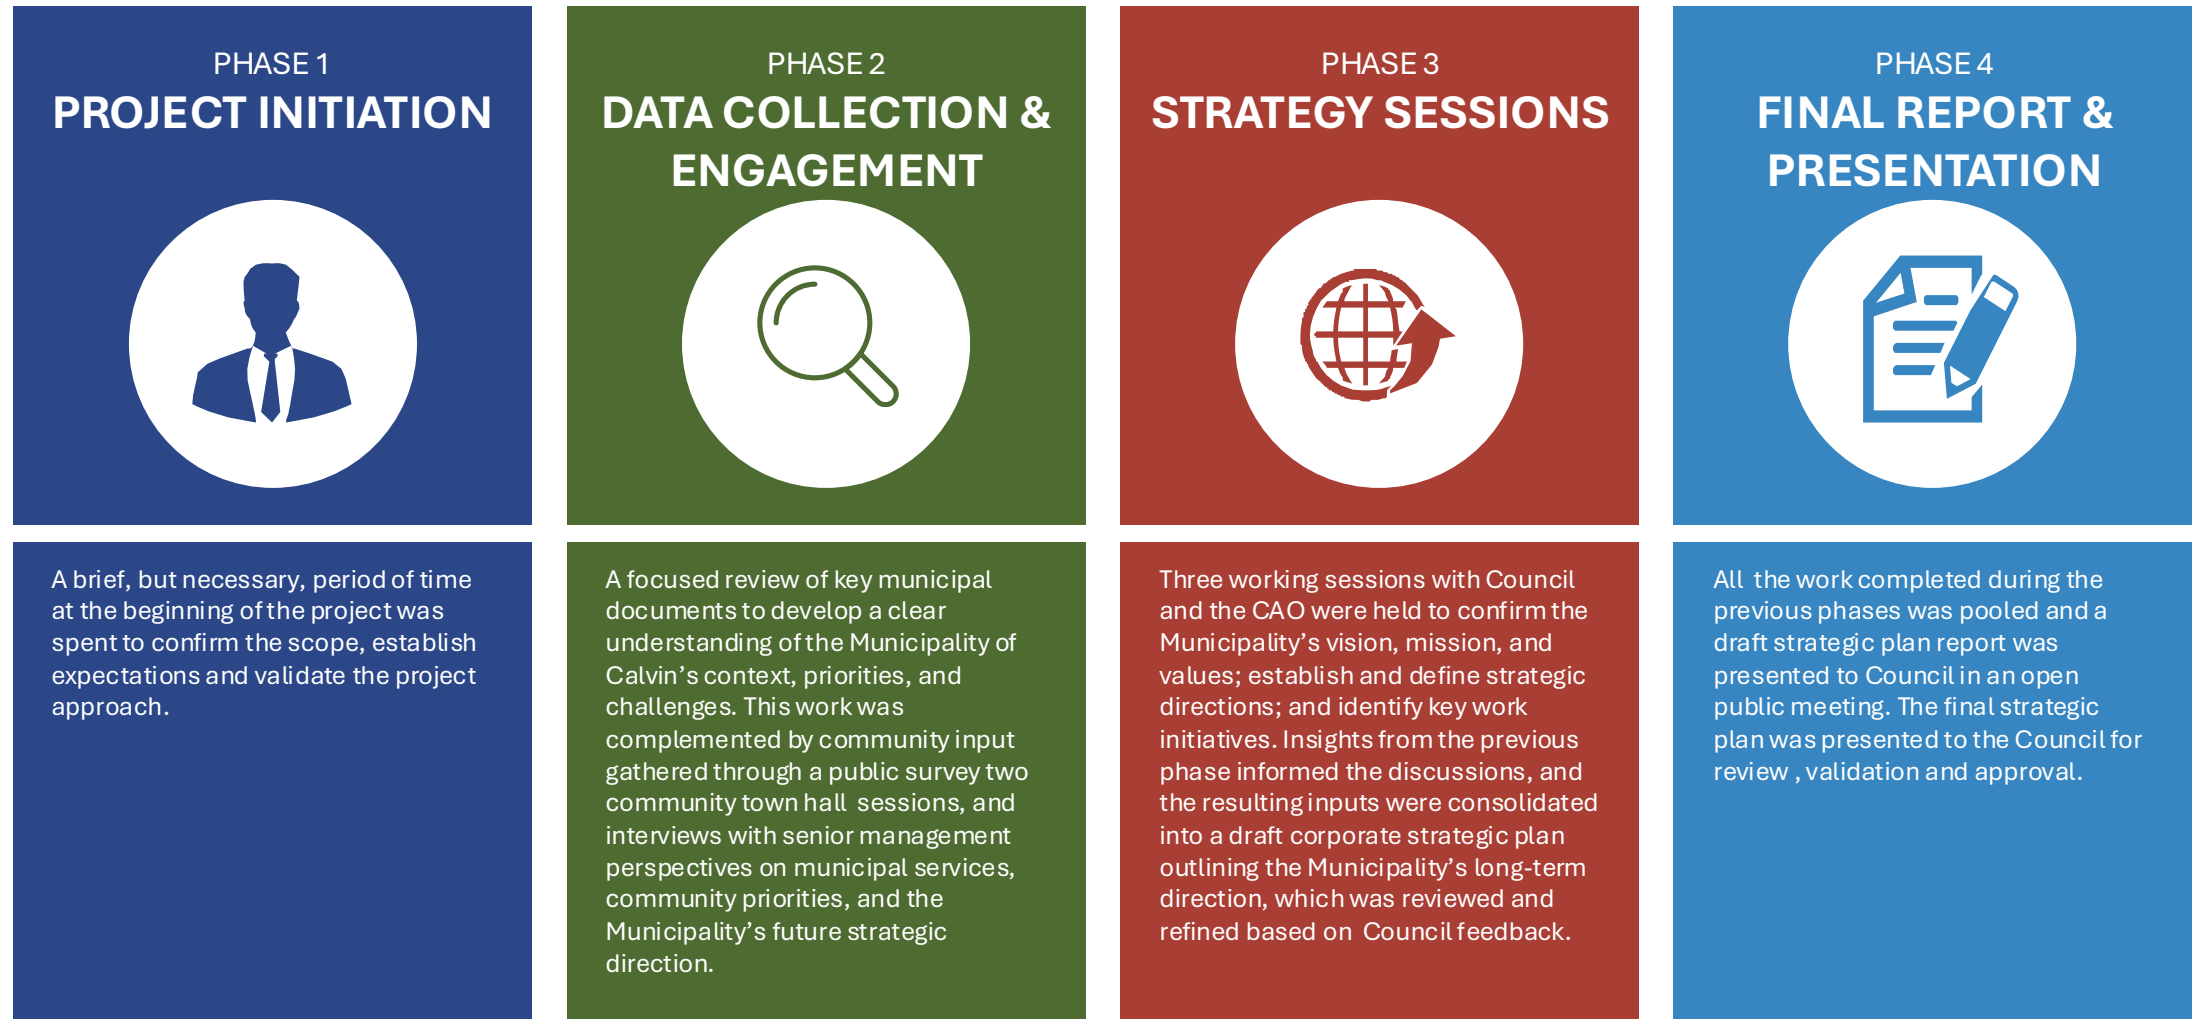 PHASE 1
PROJECT INITIATION
A brief, but necessary, period of time
at the beginning of the project was
spent to confirm the scope, establish
expectations and validate the project
approach.
PHASE 2
DATA COLLECTION &
ENGAGEMENT
A focused review of key municipal
documents to develop a clear
understanding of the Municipality of
Calvin’s context, priorities, and
challenges. This work was
complemented by community input
gathered through a public survey two
community town hall sessions, and
interviews with senior management
perspectives on municipal services,
community priorities, and the
Municipality’s future strategic
direction.
PHASE 3
STRATEGY SESSIONS
Three working sessions with Council
and the CAO were held to confirm the
Municipality’s vision, mission, and
values; establish and define strategic
directions; and identify key work
initiatives. Insights from the previous
phase informed the discussions, and
the resulting inputs were consolidated
into a draft corporate strategic plan
outlining the Municipality’s long-term
direction, which was reviewed and
refined based on Council feedback.
PHASE 4
FINAL REPORT &
PRESENTATION
All the work completed during the
previous phases was pooled and a
draft strategic plan report was
presented to Council in an open
public meeting. The final strategic
plan was presented to the Council for
review , validation and approval.